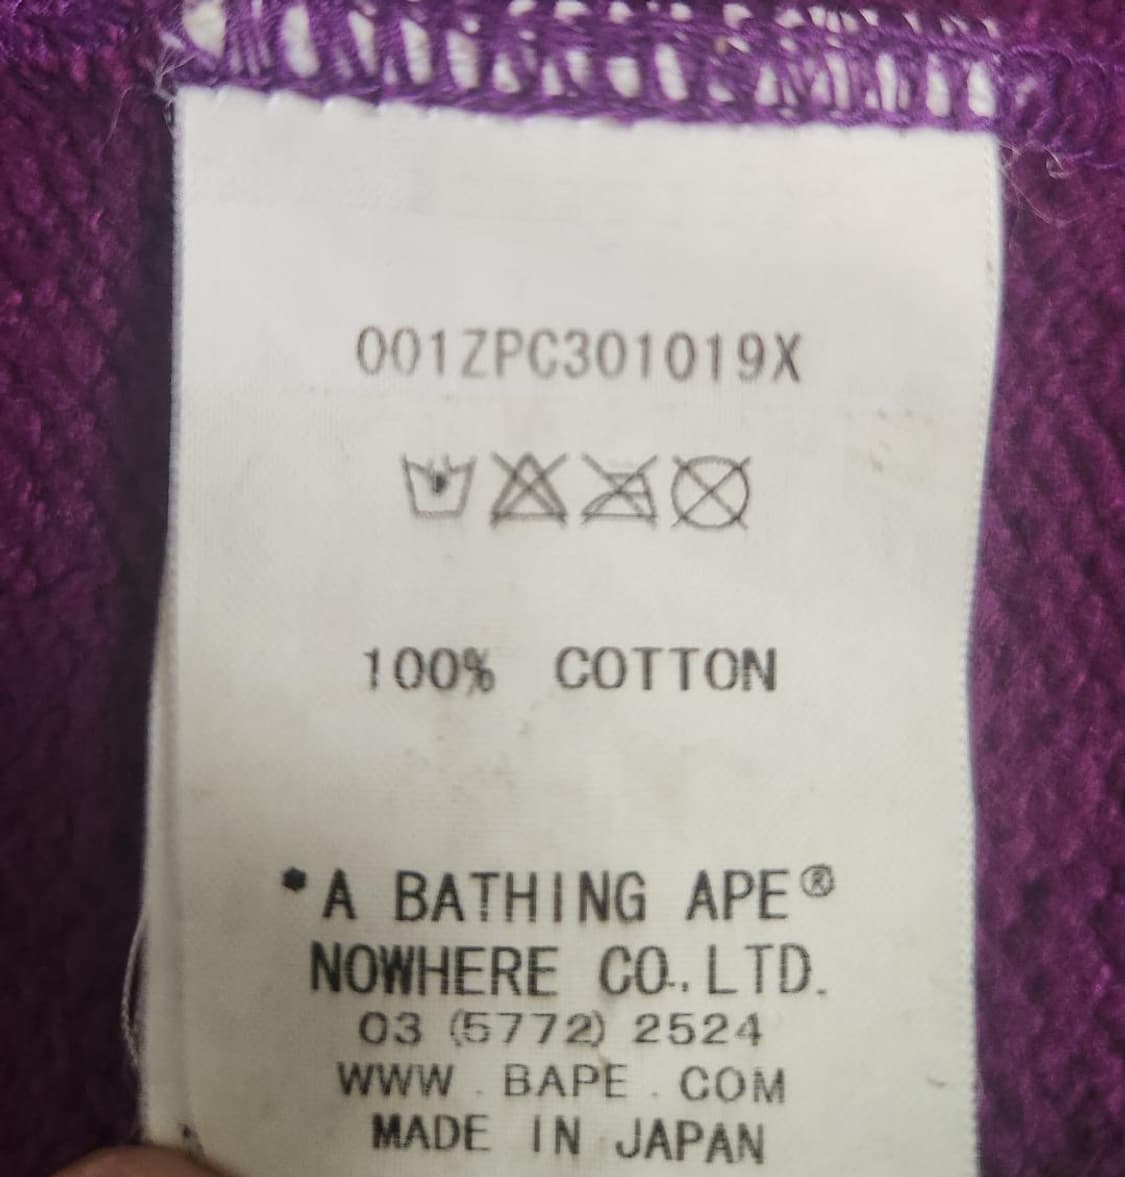 001ZPC301019X
100% COTTON
*A BATHING APE®
NOWHERE CO.,LTD.
03 (5772) 2524
WWW . BAPE . COM
MADE IN JAPAN